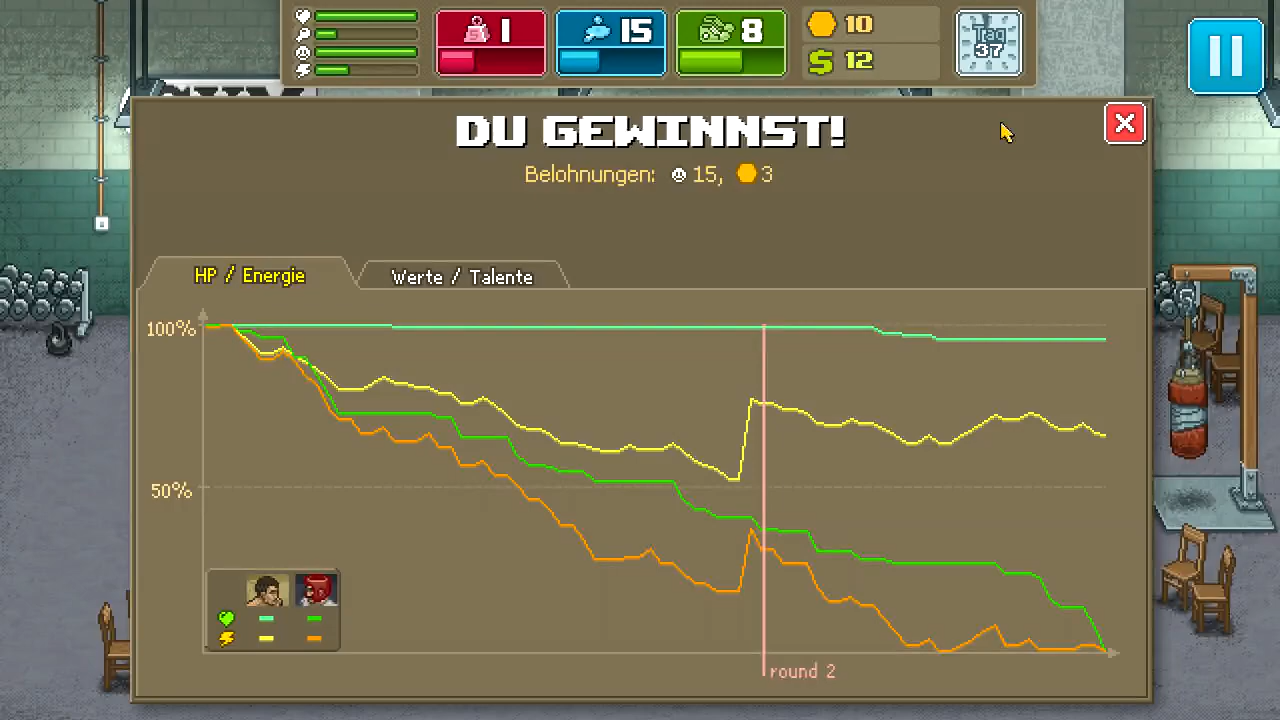 1
15
8
10
12
Tag
37
DU GEWINNST!
Belohnungen: 15, 3
HP / Energie
Werte / Talente
100%
50%
round 2